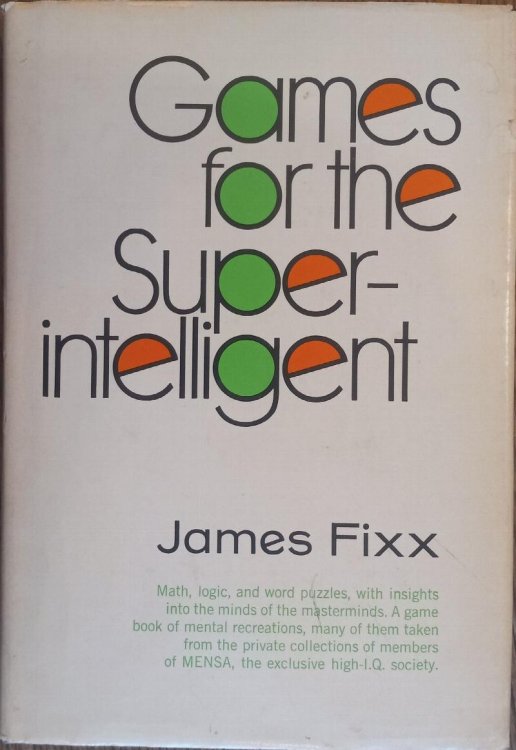 Games
for the
Super-
intelligent
James Fixx
Math, logic, and word puzzles, with insights
into the minds of the masterminds. A game
book of mental recreations, many of them taken
from the private collections of members
of MENSA, the exclusive high-I.Q. society.